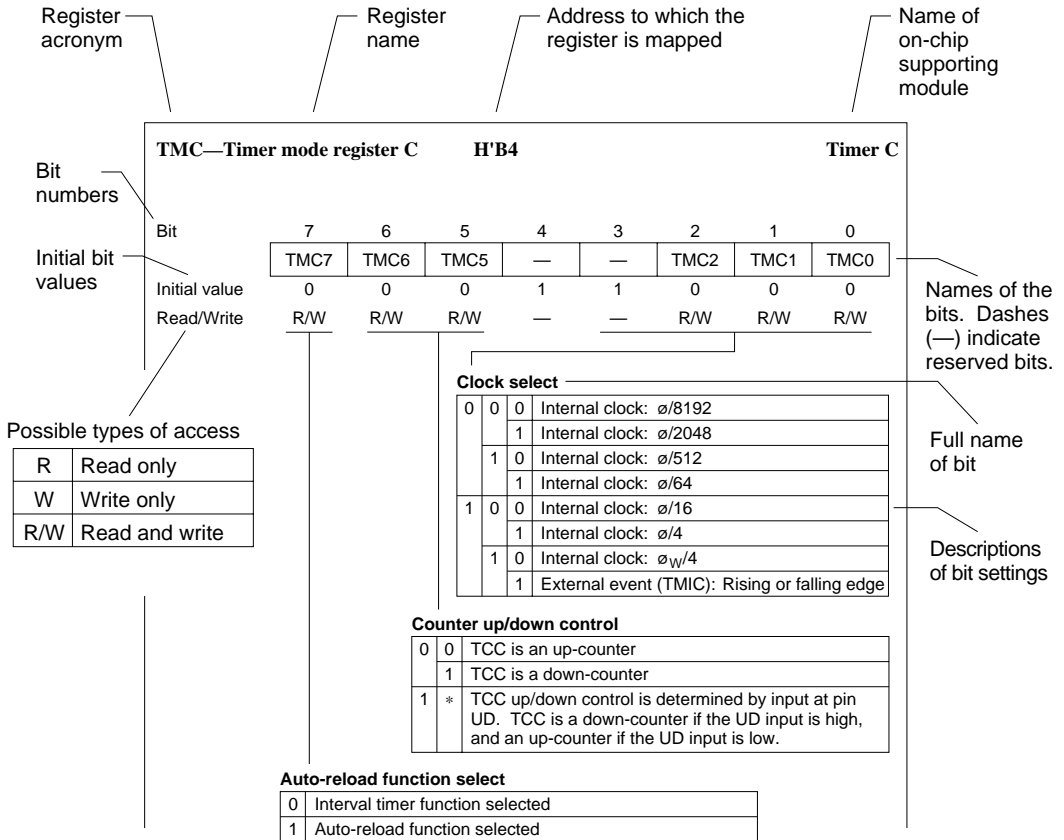 Register acronym
Register name
Address to which the register is mapped
Name of on-chip supporting module
TMC—Timer mode register C H'B4 Timer C
Bit numbers
Bit 7 6 5 4 3 2 1 0
Initial bit values
TMC7 TMC6 TMC5 — — TMC2 TMC1 TMC0
Initial value 0 0 0 1 1 0 0 0
Read/Write R/W R/W R/W — — R/W R/W R/W
Names of the bits. Dashes (—) indicate reserved bits.
Possible types of access
R Read only
W Write only
R/W Read and write
Clock select
0 0 0 Internal clock: ø/8192
1 Internal clock: ø/2048
1 0 Internal clock: ø/512
1 Internal clock: ø/64
1 0 0 Internal clock: ø/16
1 Internal clock: ø/4
1 0 Internal clock: øW/4
1 External event (TMIC): Rising or falling edge
Full name of bit
Descriptions of bit settings
Counter up/down control
0 0 TCC is an up-counter
1 TCC is a down-counter
1 * TCC up/down control is determined by input at pin
UD. TCC is a down-counter if the UD input is high,
and an up-counter if the UD input is low.
Auto-reload function select
0 Interval timer function selected
1 Auto-reload function selected